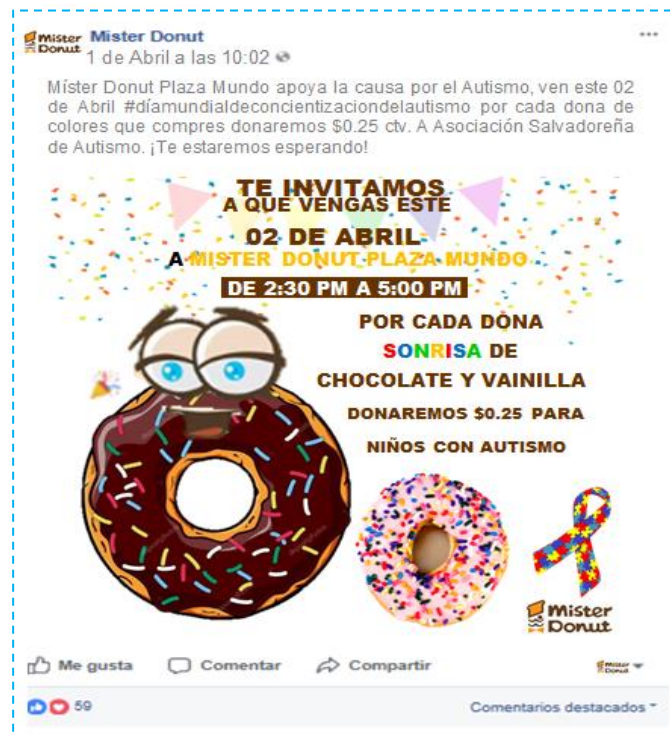 Mister Donut
Mister Donut
1 de Abril a las 10:02
Míster Donut Plaza Mundo apoya la causa por el Autismo, ven este 02
de Abril #díamundialdeconcientizaciondelautismo por cada dona de
colores que compres donaremos $0.25 ctv. A Asociación Salvadoreña
de Autismo. ¡Te estaremos esperando!
TE INVITAMOS
A QUE VENGAS ESTE
02 DE ABRIL
A MISTER DONUT PLAZA MUNDO
DE 2:30 PM A 5:00 PM
POR CADA DONA
SONRISA DE
CHOCOLATE Y VAINILLA
DONAREMOS $0.25 PARA
NIÑOS CON AUTISMO
Mister
Donut
Me gusta Comentar Compartir Mister Donut
59 Comentarios destacados